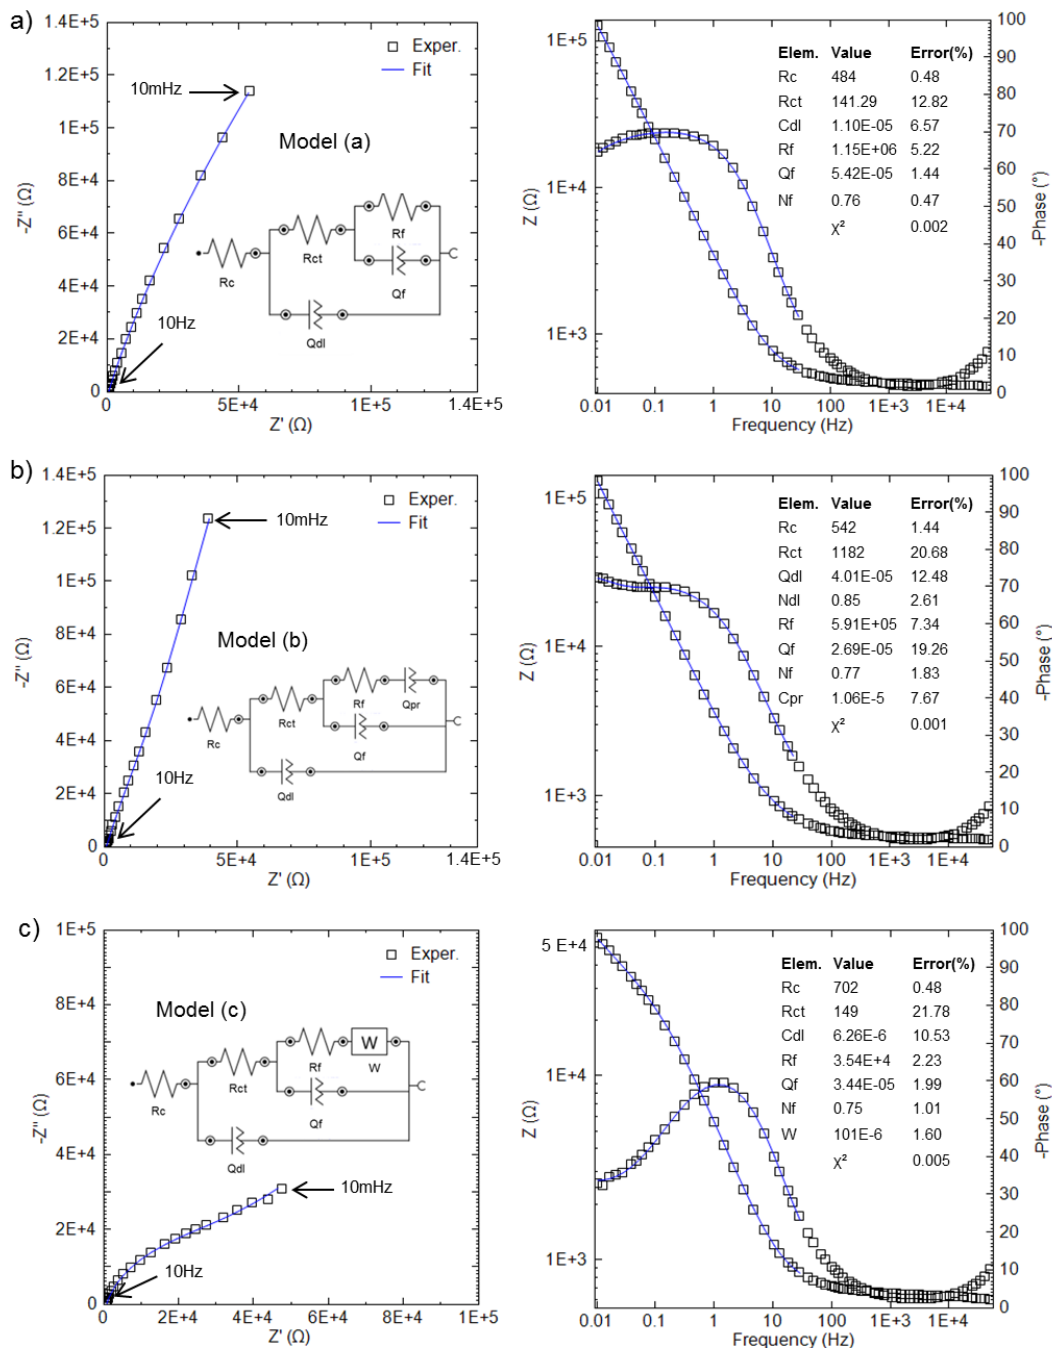 a)
1.4E+5
1.2E+5
1E+5
8E+4
6E+4
4E+4
2E+4
0
-Z" (Ω)
Exper.
Fit
10mHz
Model (a)
Rc
Rct
Rf
Qf
Qdl
10Hz
0
5E+4
1E+5
1.4E+5
Z' (Ω)
1E+5
1E+4
1E+3
Z (Ω)
Elem. Value Error(%)
Rc 484 0.48
Rct 141.29 12.82
Cdl 1.10E-05 6.57
Rf 1.15E+06 5.22
Qf 5.42E-05 1.44
Nf 0.76 0.47
χ² 0.002
100
90
80
70
60
50
40
30
20
10
0
-Phase (°)
0.01 0.1 1 10 100 1E+3 1E+4
Frequency (Hz)
b)
1.4E+5
1.2E+5
1E+5
8E+4
6E+4
4E+4
2E+4
0
-Z" (Ω)
Exper.
Fit
10mHz
Model (b)
Rc
Rct
Rf
Qpr
Qf
Qdl
10Hz
0
5E+4
1E+5
1.4E+5
Z' (Ω)
1E+5
1E+4
1E+3
Z (Ω)
Elem. Value Error(%)
Rc 542 1.44
Rct 1182 20.68
Qdl 4.01E-05 12.48
Ndl 0.85 2.61
Rf 5.91E+05 7.34
Qf 2.69E-05 19.26
Nf 0.77 1.83
Cpr 1.06E-5 7.67
χ² 0.001
100
90
80
70
60
50
40
30
20
10
0
-Phase (°)
0.01 0.1 1 10 100 1E+3 1E+4
Frequency (Hz)
c)
1E+5
8E+4
6E+4
4E+4
2E+4
0
-Z" (Ω)
Exper.
Fit
Model (c)
Rc
Rct
Rf
W
W
Qf
Qdl
10mHz
10Hz
0
2E+4
4E+4
6E+4
8E+4
1E+5
Z' (Ω)
5 E+4
1E+4
1E+3
Z (Ω)
Elem. Value Error(%)
Rc 702 0.48
Rct 149 21.78
Cdl 6.26E-6 10.53
Rf 3.54E+4 2.23
Qf 3.44E-05 1.99
Nf 0.75 1.01
W 101E-6 1.60
χ² 0.005
100
90
80
70
60
50
40
30
20
10
0
-Phase (°)
0.01 0.1 1 10 100 1E+3 1E+4
Frequency (Hz)